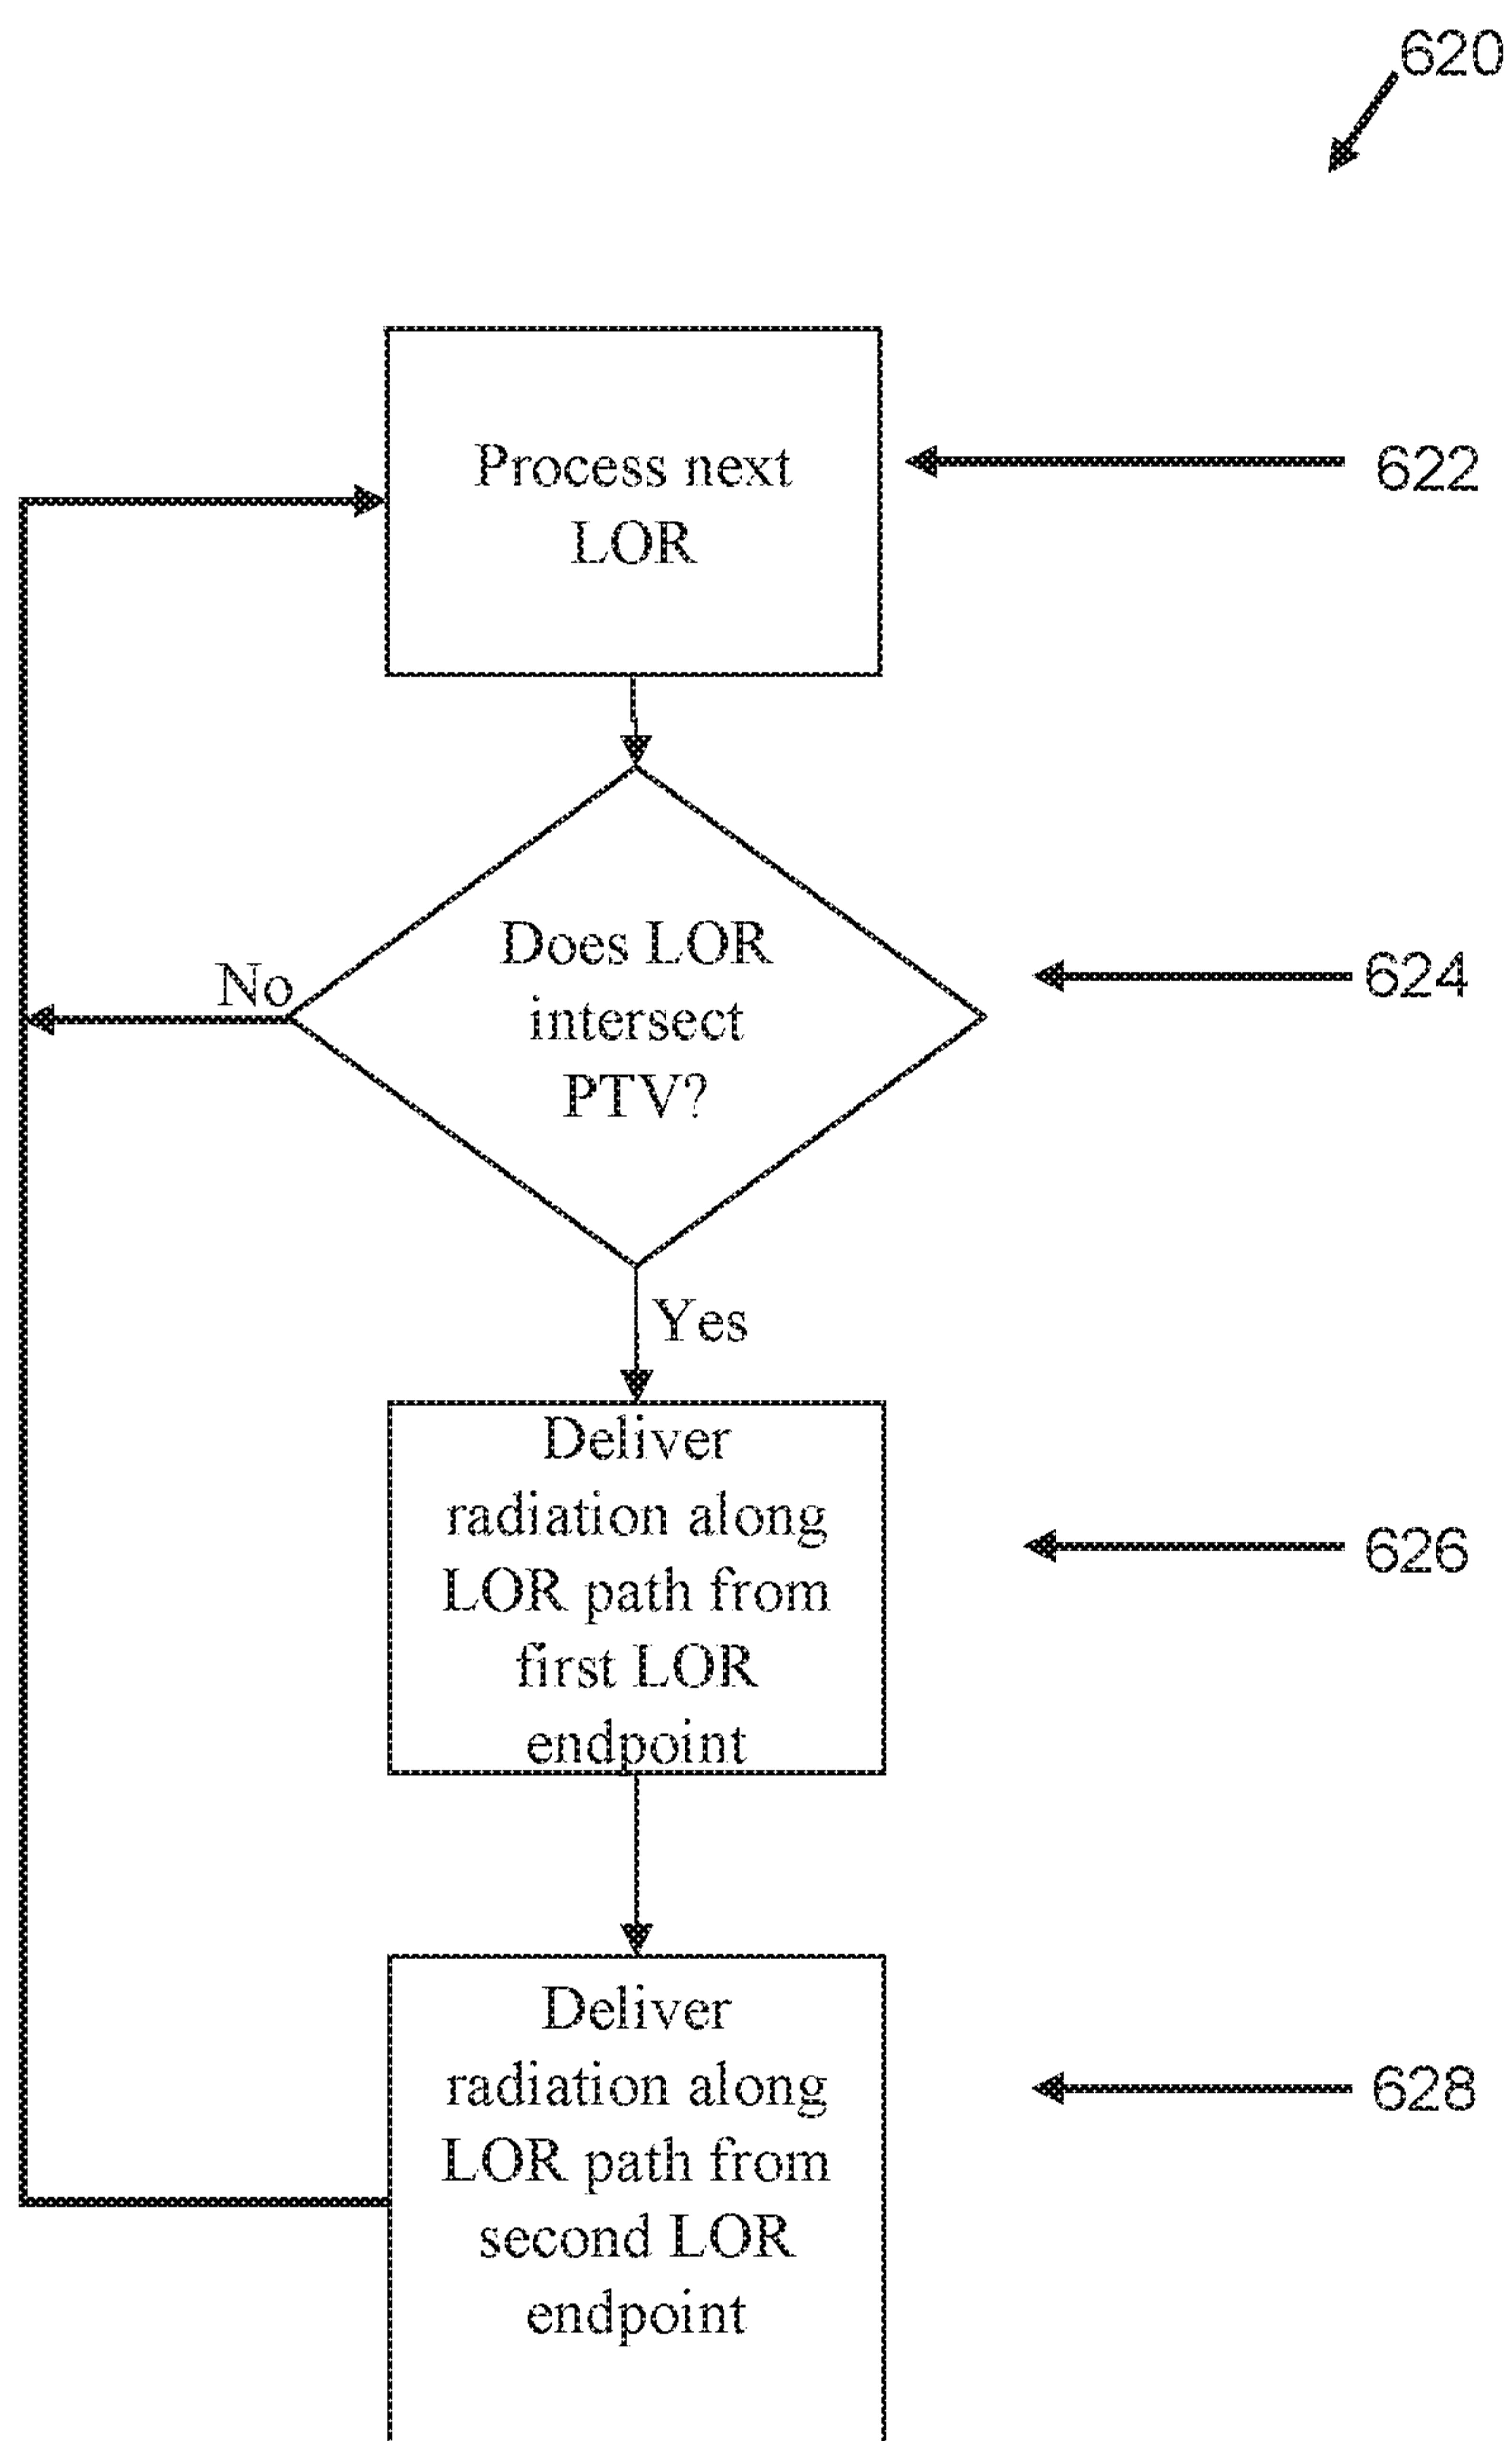 620
Process next
LOR
622
Does LOR
intersect
PTV?
624
No
Yes
Deliver
radiation along
LOR path from
first LOR
endpoint
626
Deliver
radiation along
LOR path from
second LOR
endpoint
628